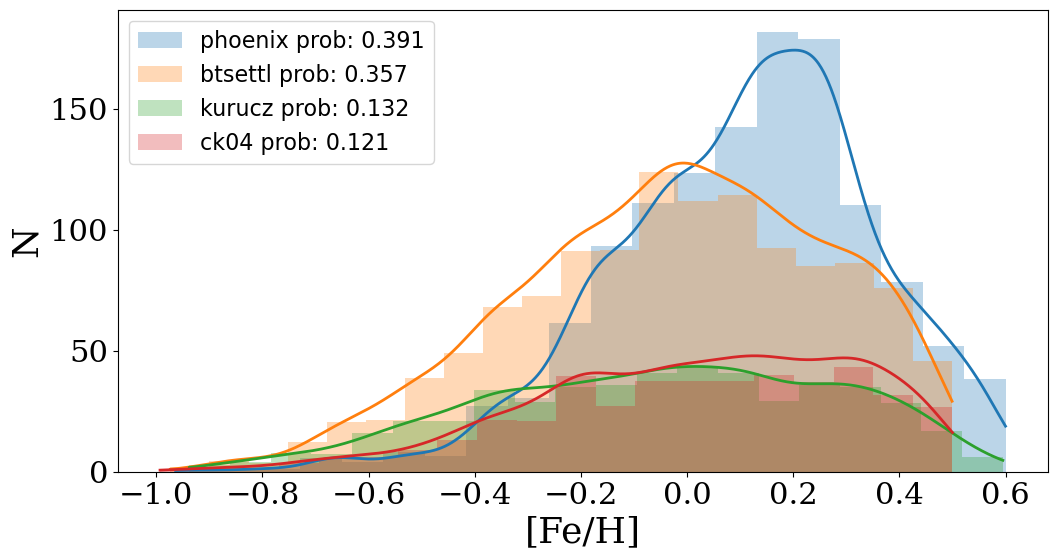 phoenix prob: 0.391
btsettl prob: 0.357
kurucz prob: 0.132
ck04 prob: 0.121
N
150
100
50
0
−1.0 −0.8 −0.6 −0.4 −0.2 0.0 0.2 0.4 0.6
[Fe/H]